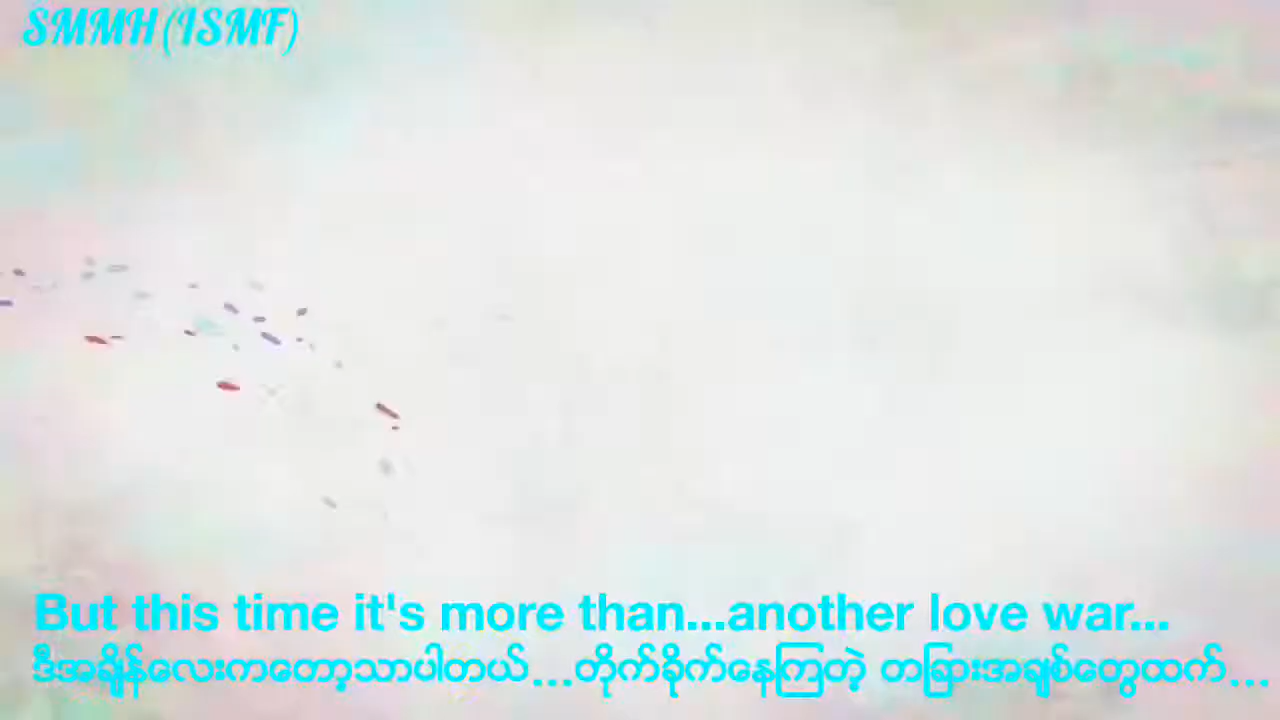 SMMH (ISMF)
But this time it's more than...another love war...
ဒီအချိန်လေးကတော့သာပါတယ်...တိုက်ခိုက်နေကြတဲ့ တခြားအချစ်တွေထက်...